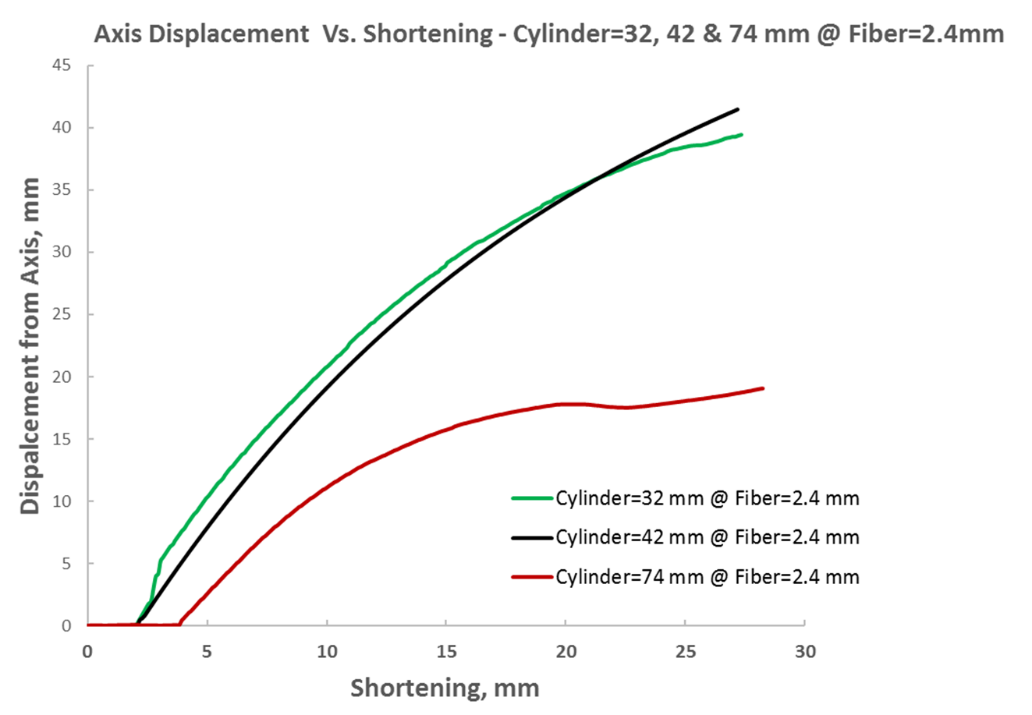 Axis Displacement  Vs. Shortening - Cylinder=32, 42 & 74 mm @ Fiber=2.4mm
45
40
35
30
25
20
15
10
5
0
Dispalcement from Axis, mm
Cylinder=32 mm @ Fiber=2.4 mm
Cylinder=42 mm @ Fiber=2.4 mm
Cylinder=74 mm @ Fiber=2.4 mm
0 5 10 15 20 25 30
Shortening, mm